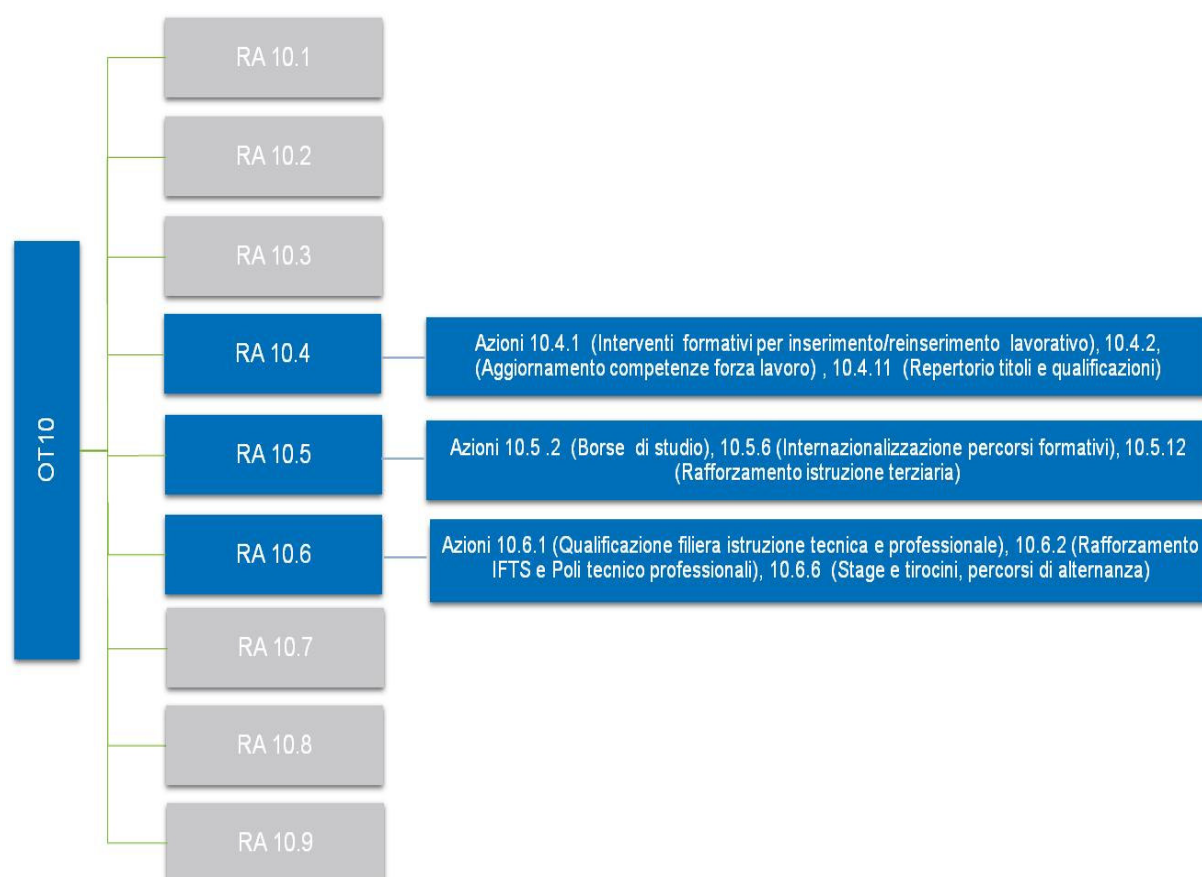 OT10
RA 10.1
RA 10.2
RA 10.3
RA 10.4
Azioni 10.4.1 (Interventi formativi per inserimento/reinserimento lavorativo), 10.4.2,
(Aggiornamento competenze forza lavoro) , 10.4.11 (Repertorio titoli e qualificazioni)
RA 10.5
Azioni 10.5 .2 (Borse di studio), 10.5.6 (Internazionalizzazione percorsi formativi), 10.5.12
(Rafforzamento istruzione terziaria)
RA 10.6
Azioni 10.6.1 (Qualificazione filiera istruzione tecnica e professionale), 10.6.2 (Rafforzamento
IFTS e Poli tecnico professionali), 10.6.6 (Stage e tirocini, percorsi di alternanza)
RA 10.7
RA 10.8
RA 10.9